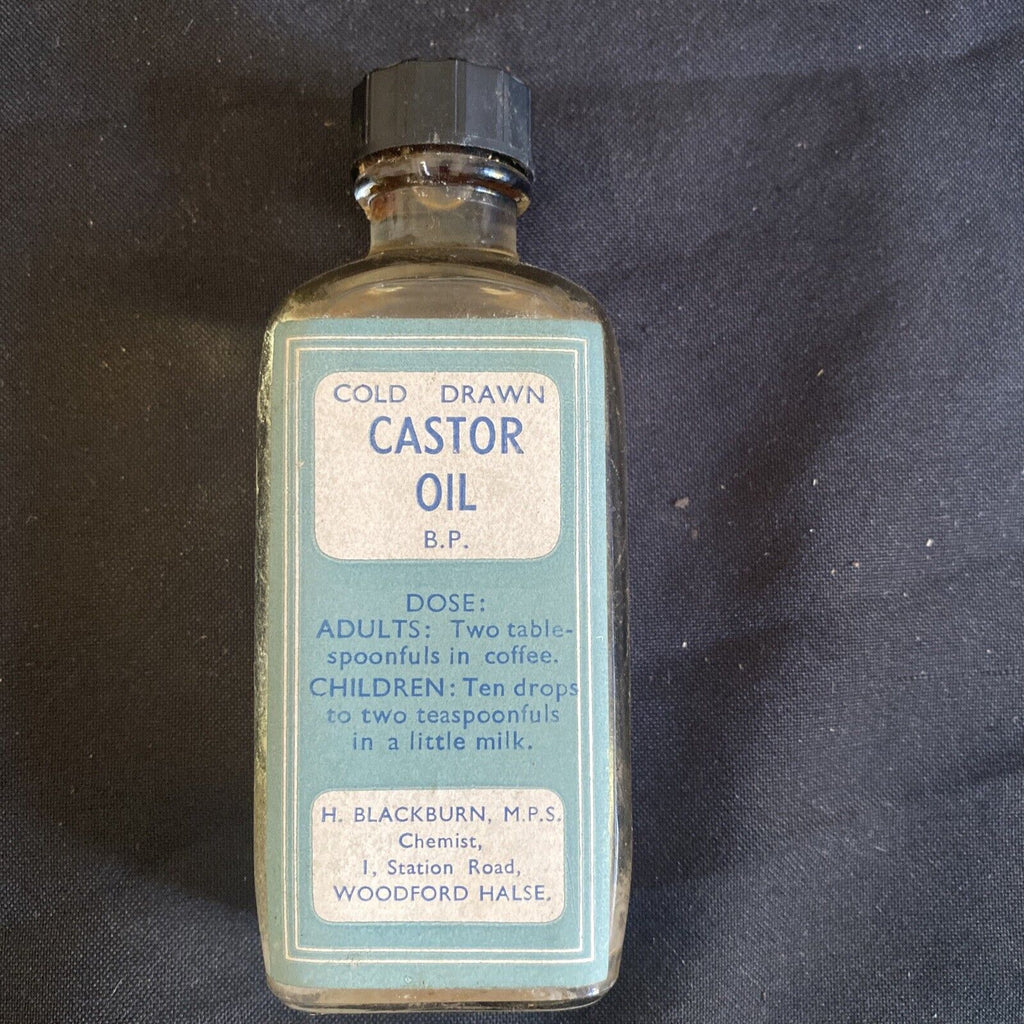 COLD DRAWN
CASTOR
OIL
B.P.
DOSE:
ADULTS: Two table-
spoonfuls in coffee.
CHILDREN: Ten drops
to two teaspoonfuls
in a little milk.
H. BLACKBURN, M.P.S.
Chemist,
1, Station Road,
WOODFORD HALSE.